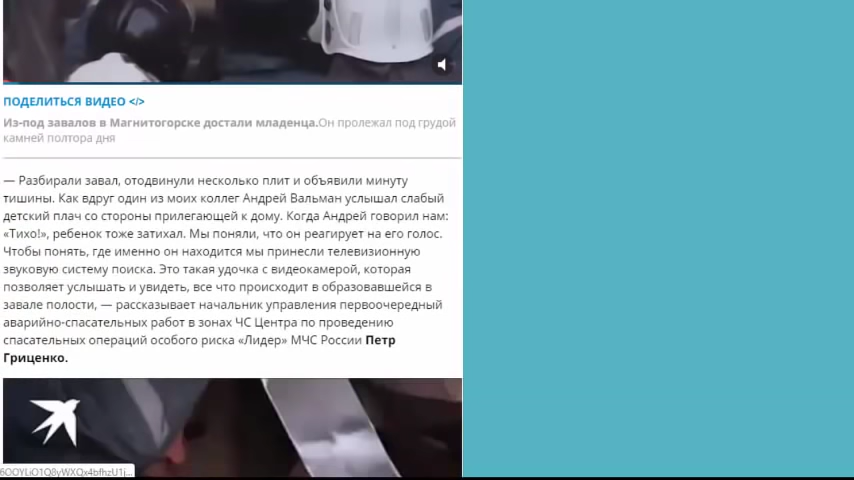 ПОДЕЛИТЬСЯ ВИДЕО </>
Из-под завалов в Магнитогорске достали младенца.Он пролежал под грудой
камней полтора дня
— Разбирали завал, отодвинули несколько плит и объявили минуту
тишины. Как вдруг один из моих коллег Андрей Вальман услышал слабый
детский плач со стороны прилегающей к дому. Когда Андрей говорил нам:
«Тихо!», ребенок тоже затихал. Мы поняли, что он реагирует на его голос.
Чтобы понять, где именно он находится мы принесли телевизионную
звуковую систему поиска. Это такая удочка с видеокамерой, которая
позволяет услышать и увидеть, все что происходит в образовавшейся в
завале полости, — рассказывает начальник управления первоочередный
аварийно-спасательных работ в зонах ЧС Центра по проведению
спасательных операций особого риска «Лидер» МЧС России Петр
Гриценко.